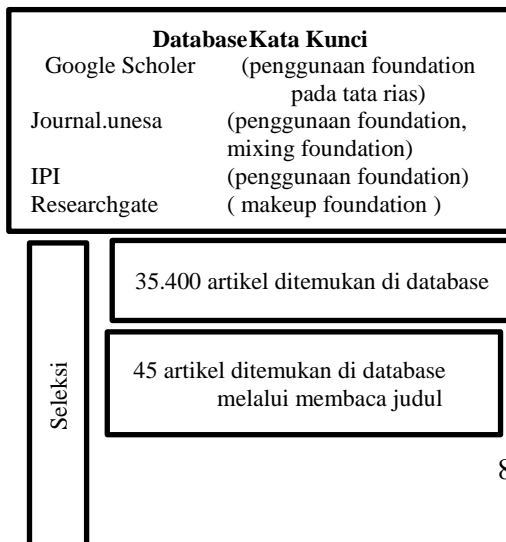 DatabaseKata Kunci
Google Scholer (penggunaan foundation
pada tata rias)
Journal.unesa (penggunaan foundation,
mixing foundation)
IPI (penggunaan foundation)
Researchgate ( makeup foundation )
35.400 artikel ditemukan di database
Seleksi
45 artikel ditemukan di database
melalui membaca judul
8